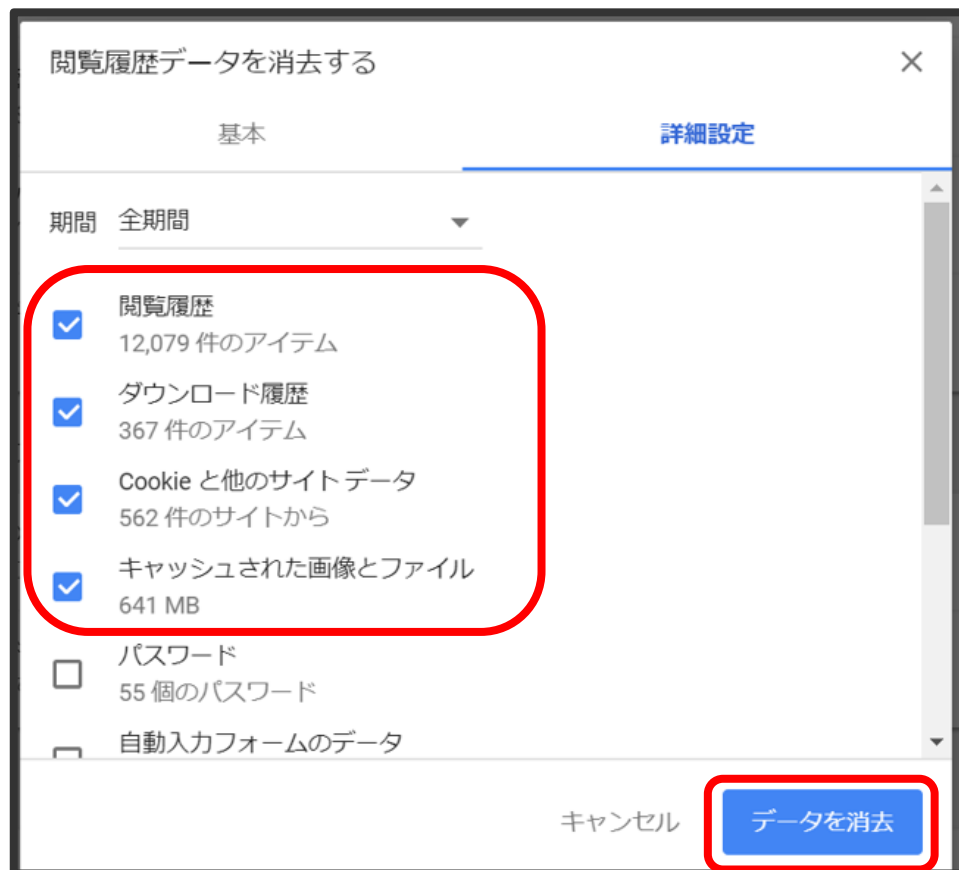 閲覧履歴データを消去する
基本
詳細設定
期間 全期間
閲覧履歴
12,079 件のアイテム
ダウンロード履歴
367 件のアイテム
Cookie と他のサイト データ
562 件のサイトから
キャッシュされた画像とファイル
641 MB
パスワード
55 個のパスワード
自動入力フォームのデータ
キャンセル
データを消去